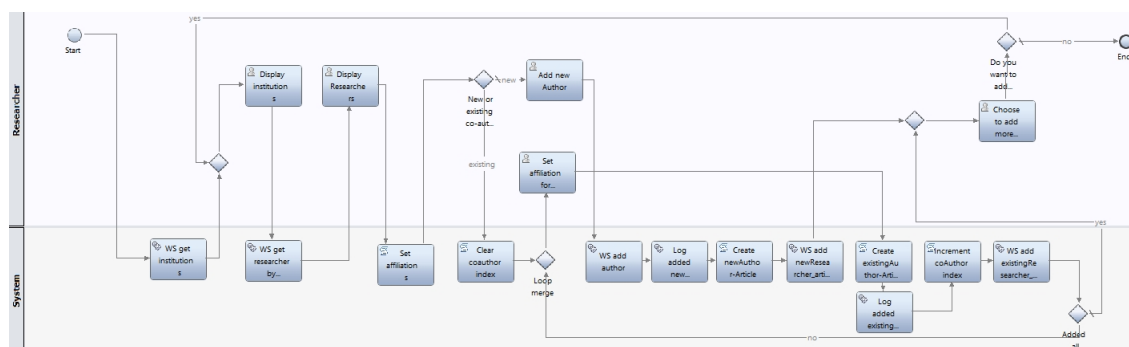 yes
Start
Researcher
Display
institution
s
Display
Researche
rs
New or
existing
co-aut...
new
Add new
Author
existing
Set
affiliation
for...
Do you
want to
add...
no
End
Choose
to add
more...
yes
System
WS get
institution
s
WS get
researcher
by...
Set
affiliation
s
Clear
coauthor
index
Loop
merge
WS add
author
Log
added
new...
Create
newAutho
r-Article
WS add
newResea
rcher_arti...
Create
existingAu
thor-Arti...
Log
added
existing...
Increment
coAuthor
index
WS add
existingRe
searcher_...
no
Added
all